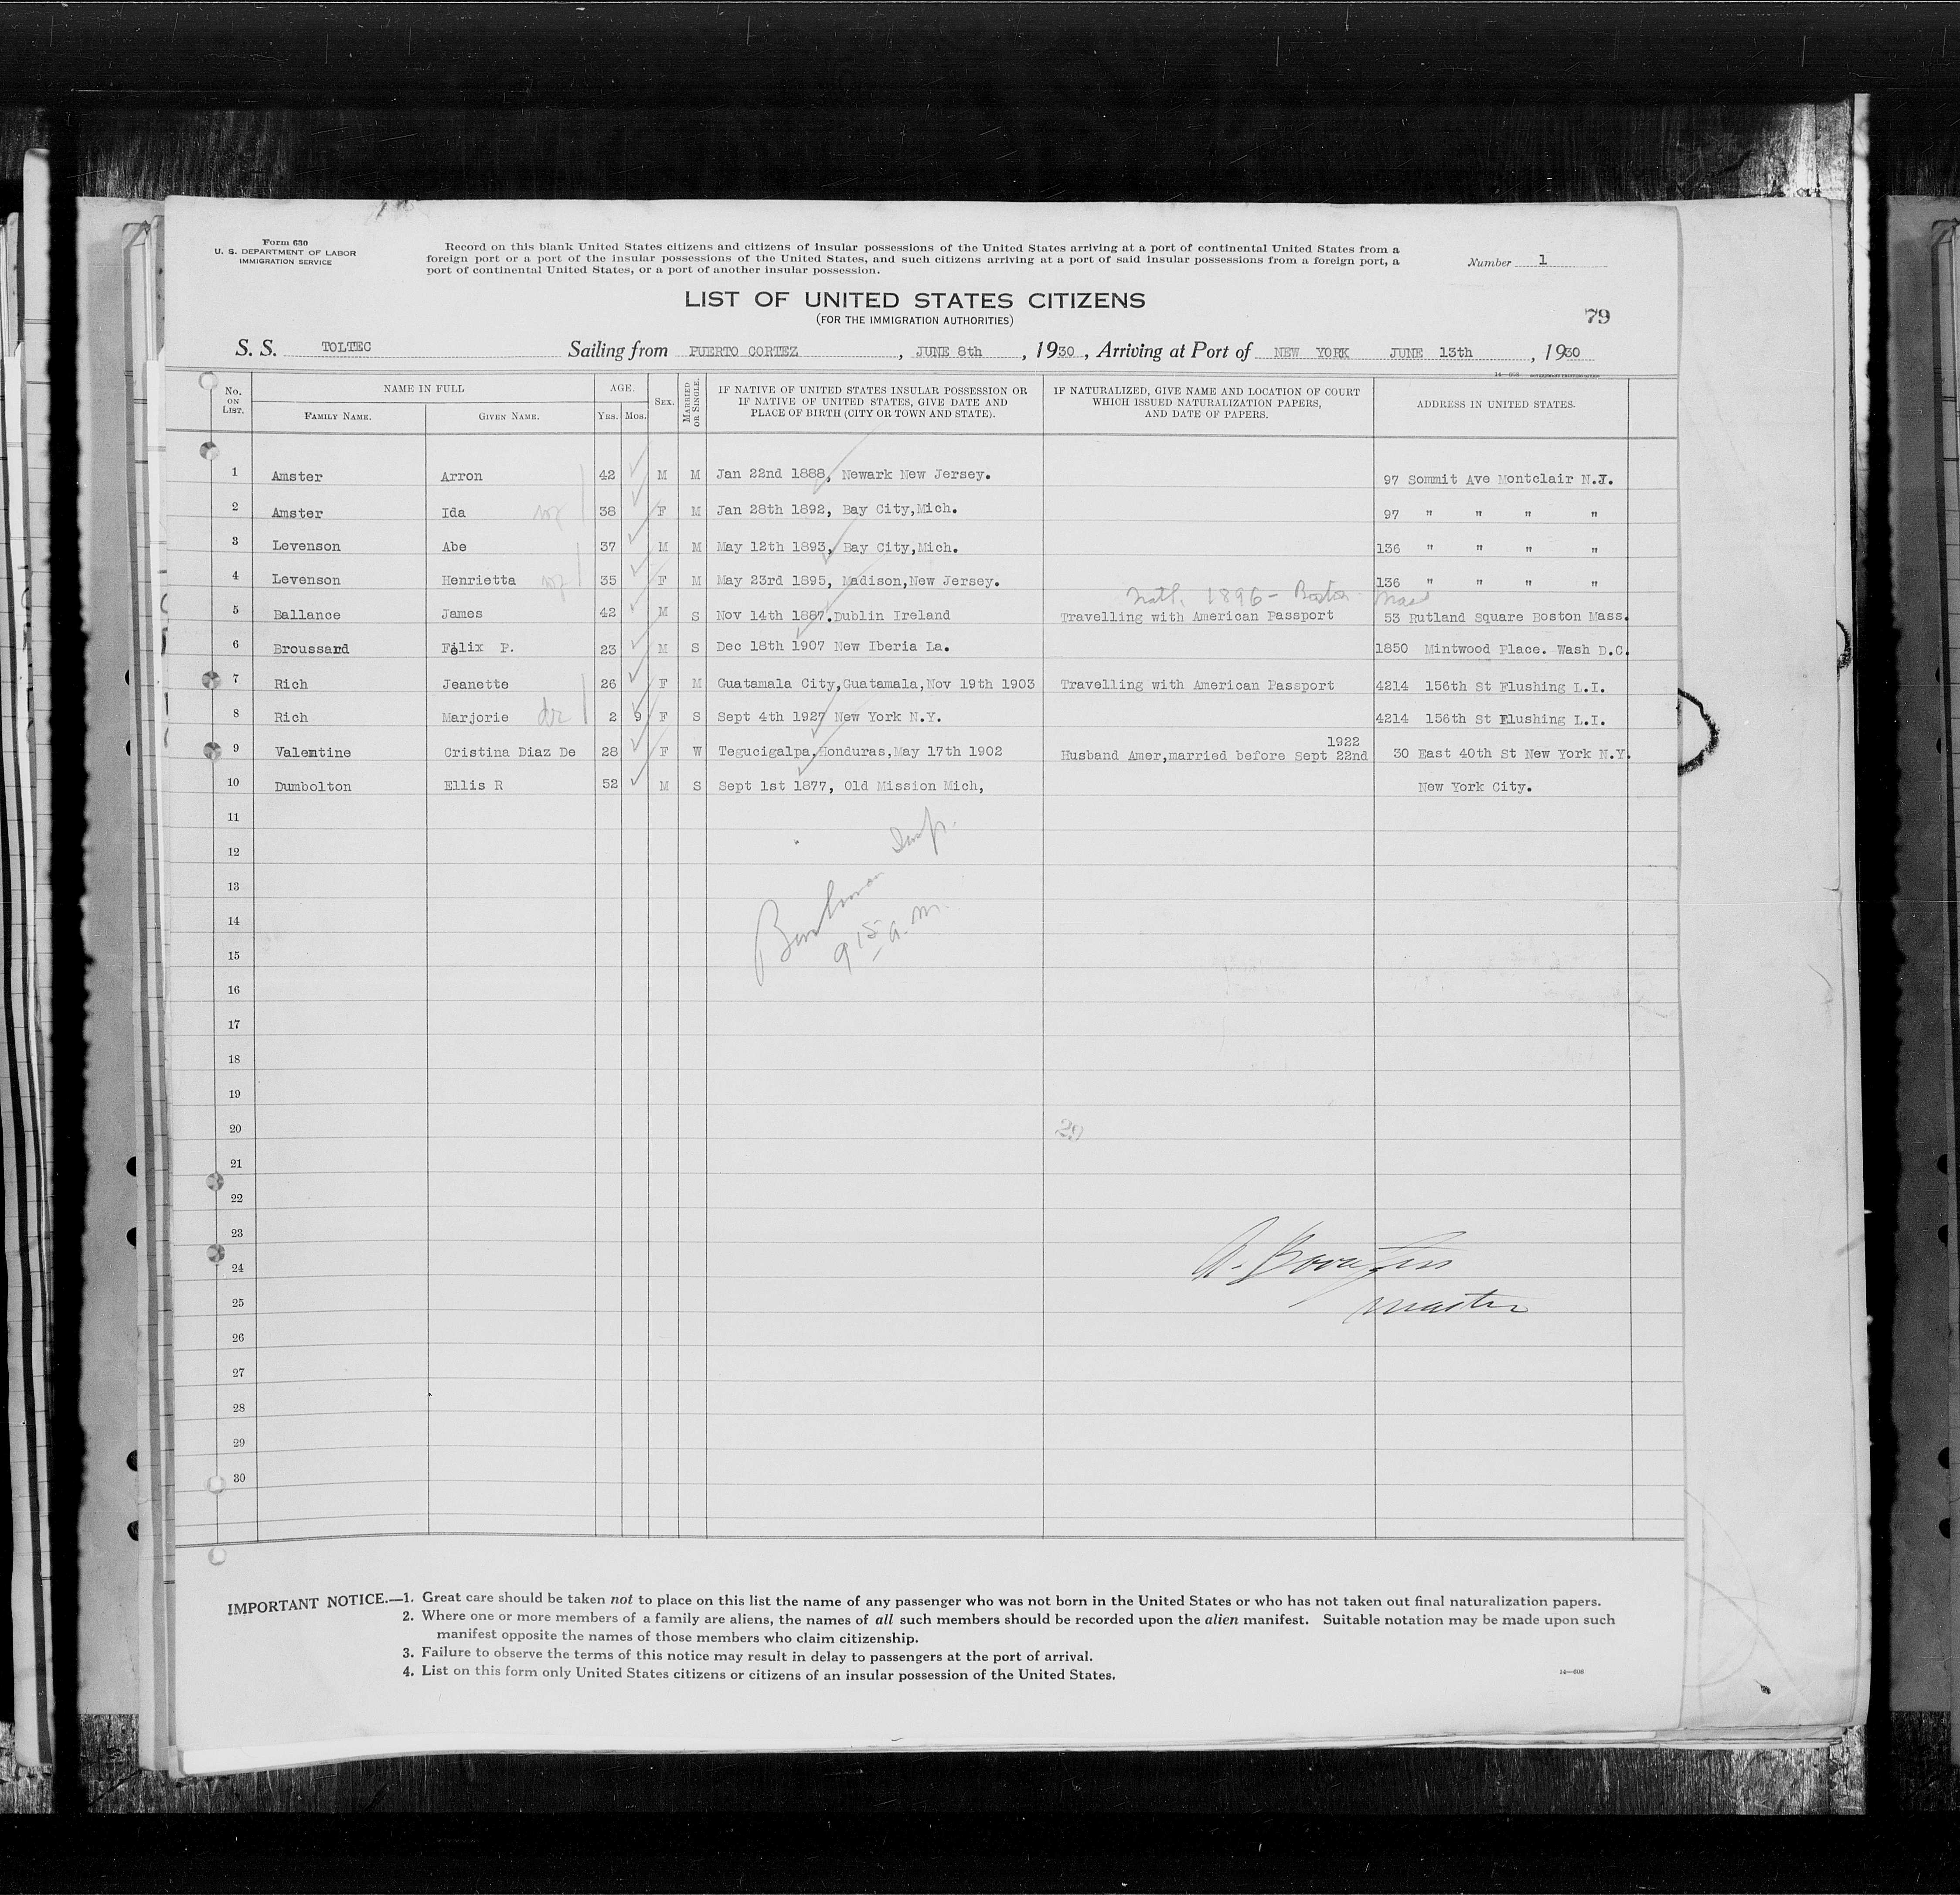 Form 630
U. S. DEPARTMENT OF LABOR
IMMIGRATION SERVICE
Record on this blank United States citizens and citizens of insular possessions of the United States arriving at a port of continental United States from a
foreign port or a port of the insular possessions of the United States, and such citizens arriving at a port of said insular possessions from a foreign port, a
port of continental United States, or a port of another insular possession.
Number 1
LIST OF UNITED STATES CITIZENS
(FOR THE IMMIGRATION AUTHORITIES)
79
S. S. TOLTEC Sailing from PUERTO CORTEZ, JUNE 8th, 1930, Arriving at Port of NEW YORK JUNE 13th, 1930
14-608
No. ON LIST. NAME IN FULL AGE. SEX. MARRIED OR SINGLE. IF NATIVE OF UNITED STATES INSULAR POSSESSION OR IF NATIVE OF UNITED STATES, GIVE DATE AND PLACE OF BIRTH (CITY OR TOWN AND STATE). IF NATURALIZED, GIVE NAME AND LOCATION OF COURT WHICH ISSUED NATURALIZATION PAPERS, AND DATE OF PAPERS. ADDRESS IN UNITED STATES.
FAMILY NAME. GIVEN NAME. YRS. MOS.
1 Amster Arron 42 M M Jan 22nd 1888, Newark New Jersey. 97 Sommit Ave Montclair N.J.
2 Amster Ida wf 38 F M Jan 28th 1892, Bay City,Mich. 97 " " " "
3 Levenson Abe 37 M M May 12th 1893, Bay City,Mich. 136 " " " "
4 Levenson Henrietta wf 35 F M May 23rd 1895, Madison,New Jersey. 136 " " " "
Natl. 1896 - Boston Mass
5 Ballance James 42 M S Nov 14th 1887.Dublin Ireland Travelling with American Passport 53 Rutland Square Boston Mass.
6 Broussard Felix P. 23 M S Dec 18th 1907 New Iberia La. 1850 Mintwood Place. Wash D.C.
7 Rich Jeanette 26 F M Guatamala City,Guatamala,Nov 19th 1903 Travelling with American Passport 4214 156th St Flushing L.I.
8 Rich Marjorie dr 2 9 F S Sept 4th 1927 New York N.Y. 4214 156th St Flushing L.I.
1922
9 Valentine Cristina Diaz De 28 F W Tegucigalpa,Honduras,May 17th 1902 Husband Amer,married before Sept 22nd 30 East 40th St New York N.Y.
10 Dumbolton Ellis R 52 M S Sept 1st 1877, Old Mission Mich, New York City.
11
12
Insp.
13
14
9 15 a.m.
15
16
17
18
19
20 29
21
22
23
24
25 master
26
27
28
29
30
IMPORTANT NOTICE.—1. Great care should be taken not to place on this list the name of any passenger who was not born in the United States or who has not taken out final naturalization papers.
2. Where one or more members of a family are aliens, the names of all such members should be recorded upon the alien manifest. Suitable notation may be made upon such
manifest opposite the names of those members who claim citizenship.
3. Failure to observe the terms of this notice may result in delay to passengers at the port of arrival.
4. List on this form only United States citizens or citizens of an insular possession of the United States.
14—608